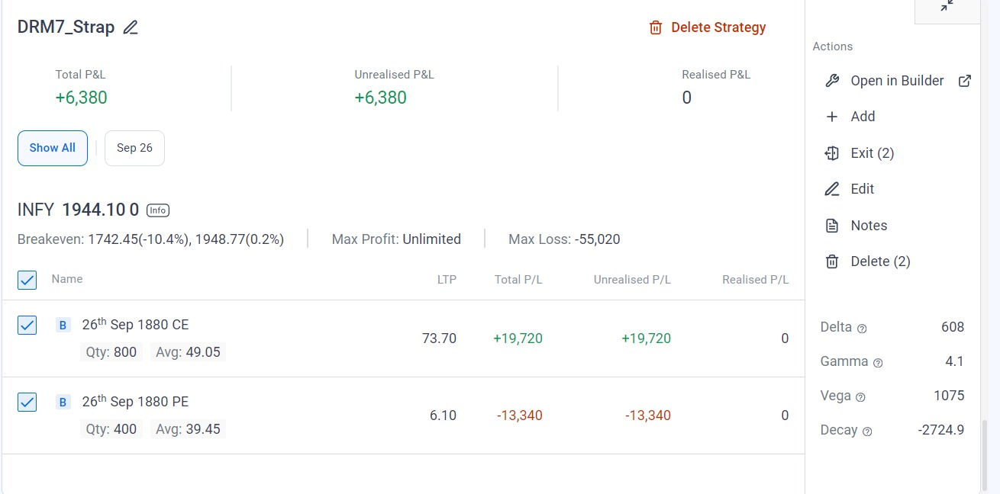 DRM7_Strap
Delete Strategy
Total P&L
Unrealised P&L
Realised P&L
+6,380
+6,380
0
Show All
Sep 26
INFY 1944.10 0 Info
Breakeven: 1742.45(-10.4%), 1948.77(0.2%)
Max Profit: Unlimited
Max Loss: -55,020
Name LTP Total P/L Unrealised P/L Realised P/L
B 26th Sep 1880 CE
73.70 +19,720 +19,720 0
Qty: 800 Avg: 49.05
B 26th Sep 1880 PE
6.10 -13,340 -13,340 0
Qty: 400 Avg: 39.45
Actions
Open in Builder
Add
Exit (2)
Edit
Notes
Delete (2)
Delta ? 608
Gamma ? 4.1
Vega ? 1075
Decay ? -2724.9